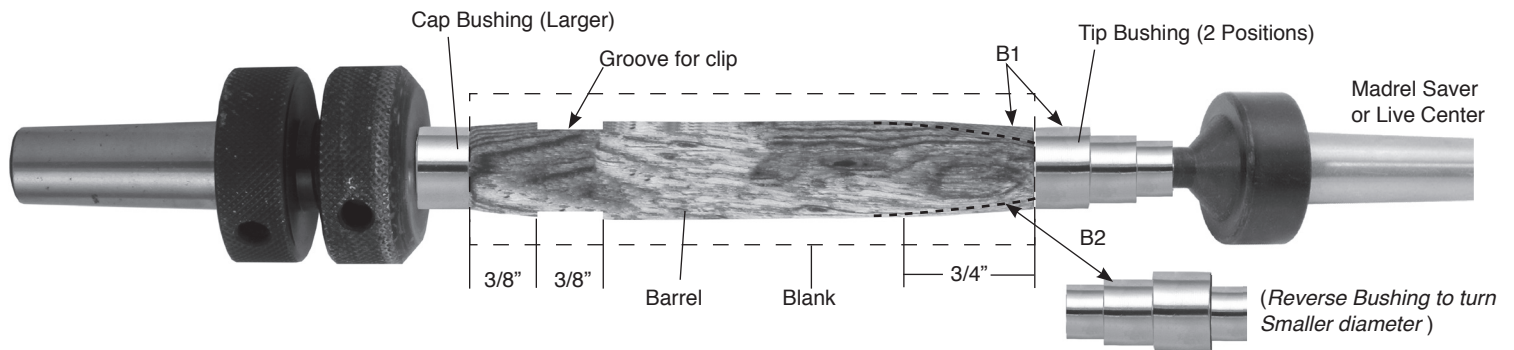 Cap Bushing (Larger)
Groove for clip
B1
Tip Bushing (2 Positions)
Madrel Saver
or Live Center
3/8”
3/8”
Barrel
Blank
3/4”
B2
(Reverse Bushing to turn
Smaller diameter )